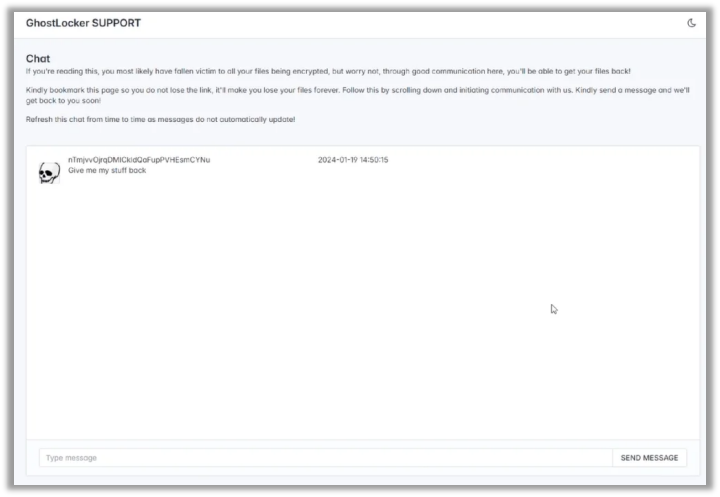 GhostLocker SUPPORT
Chat
If you're reading this, you most likely have fallen victim to all your files being encrypted, but worry not, through good communication here, you'll be able to get your files back!
Kindly bookmark this page so you do not lose the link, it'll make you lose your files forever. Follow this by scrolling down and initiating communication with us. Kindly send a message and we'll
get back to you soon!
Refresh this chat from time to time as messages do not automatically update!
2024-01-19 14:50:15
Give me my stuff back
Type message
SEND MESSAGE